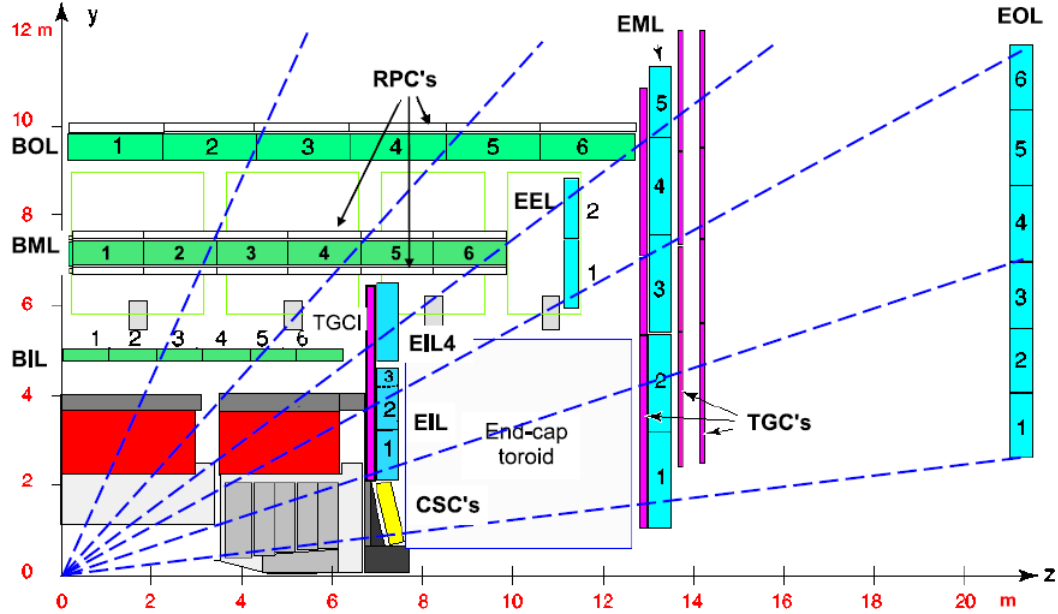 12 m
y
EML
EOL
RPC's
5
6
10
BOL
1 2 3 4 5 6
5
4
8
EEL
2
4
BML
1 2 3 4 5 6
1
3
3
6
TGCI
1 2 3 4 5 6
BIL
EIL4
2
2
4
3
2
EIL
End-cap
toroid
TGC's
1
1
1
2
CSC's
0
z
0 2 4 6 8 10 12 14 16 18 20 m